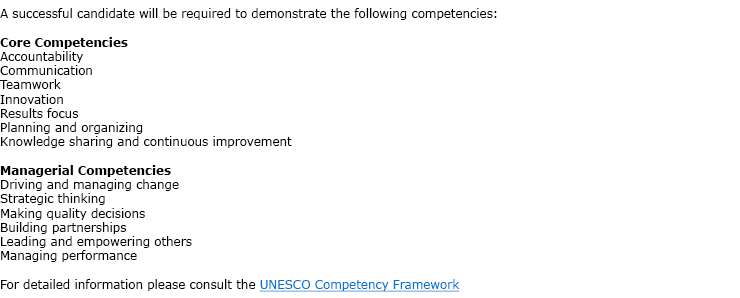 A successful candidate will be required to demonstrate the following competencies:
Core Competencies
Accountability
Communication
Teamwork
Innovation
Results focus
Planning and organizing
Knowledge sharing and continuous improvement
Managerial Competencies
Driving and managing change
Strategic thinking
Making quality decisions
Building partnerships
Leading and empowering others
Managing performance
For detailed information please consult the UNESCO Competency Framework